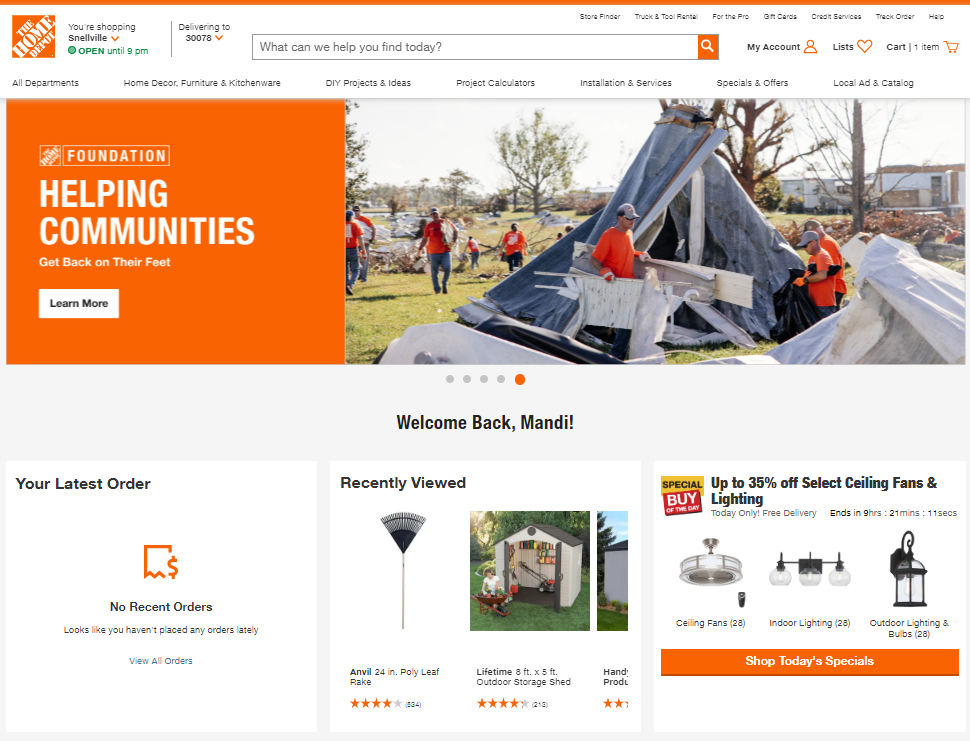 Store Finder Truck & Tool Rental For the Pro Gift Cards Credit Services Track Order Help
THE HOME DEPOT
You're shopping
Snellville
OPEN until 9 pm
Delivering to
30078
What can we help you find today?
My Account
Lists
Cart | 1 item
All Departments Home Decor, Furniture & Kitchenware DIY Projects & Ideas Project Calculators Installation & Services Specials & Offers Local Ad & Catalog
FOUNDATION
HELPING
COMMUNITIES
Get Back on Their Feet
Learn More
Welcome Back, Mandi!
Your Latest Order
No Recent Orders
Looks like you haven't placed any orders lately
View All Orders
Recently Viewed
Anvil 24 in. Poly Leaf
Rake
(534)
Lifetime 8 ft. x 5 ft.
Outdoor Storage Shed
(213)
Handy
Produ
SPECIAL
BUY
OF THE DAY
Up to 35% off Select Ceiling Fans &
Lighting
Today Only! Free Delivery Ends in 9hrs : 21mins : 11secs
Ceiling Fans (28)
Indoor Lighting (28)
Outdoor Lighting &
Bulbs (28)
Shop Today's Specials